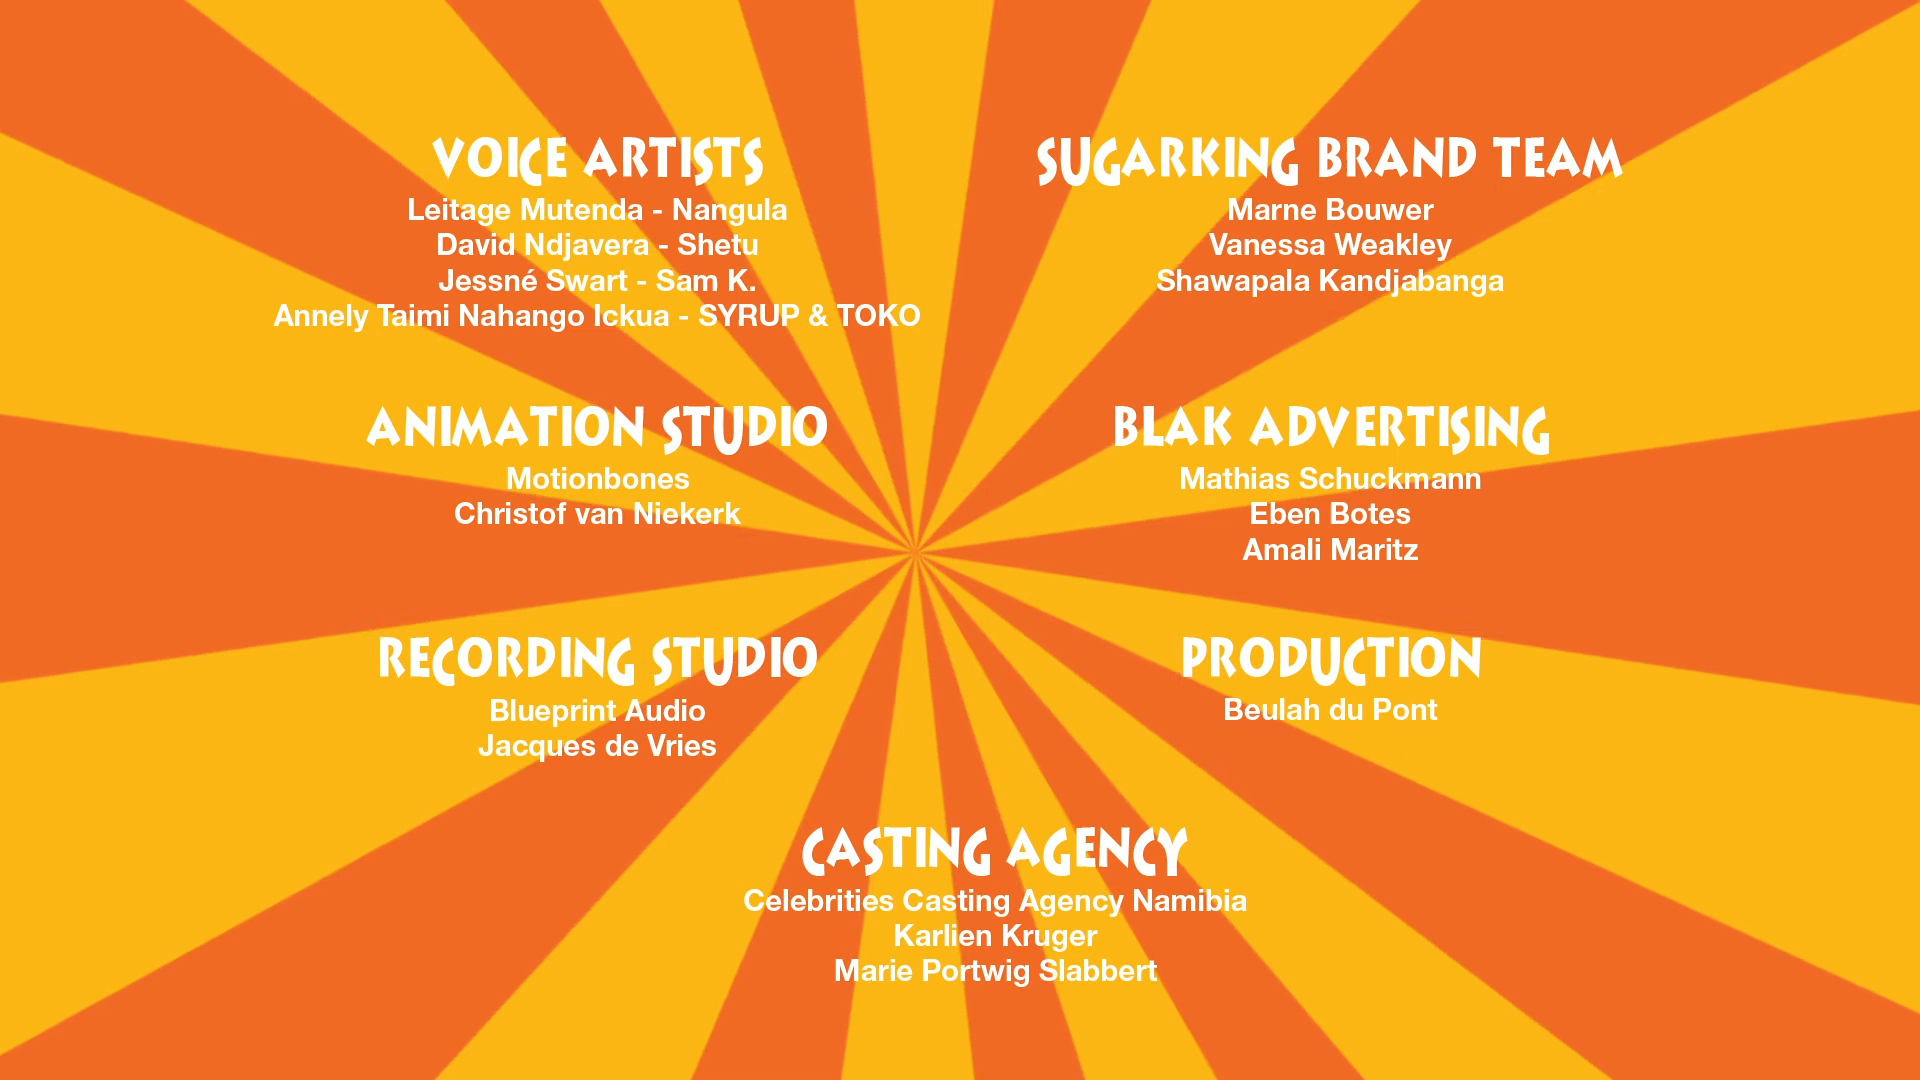 VOICE ARTISTS
Leitage Mutenda - Nangula
David Ndjavera - Shetu
Jessné Swart - Sam K.
Annely Taimi Nahango Ickua - SYRUP & TOKO
SUGARKING BRAND TEAM
Marne Bouwer
Vanessa Weakley
Shawapala Kandjabanga
ANIMATION STUDIO
Motionbones
Christof van Niekerk
BLAK ADVERTISING
Mathias Schuckmann
Eben Botes
Amali Maritz
RECORDING STUDIO
Blueprint Audio
Jacques de Vries
PRODUCTION
Beulah du Pont
CASTING AGENCY
Celebrities Casting Agency Namibia
Karlien Kruger
Marie Portwig Slabbert